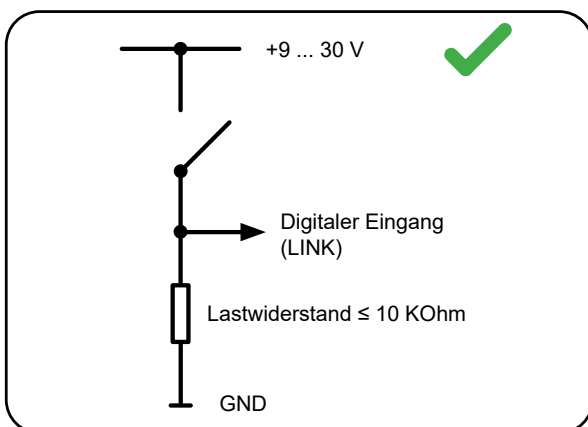 +9 ... 30 V
Digitaler Eingang
(LINK)
Lastwiderstand ≤ 10 KOhm
GND